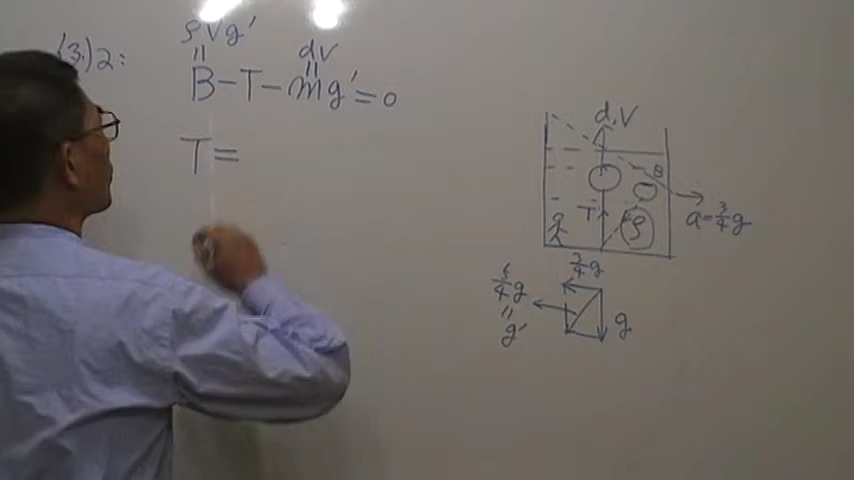 (3.)2:
ρVg'
"
dV
"
B-T-mg'=0
T=
d,V
B
T
ρ
a=3/4g
3/4g
5/4g
"
g'
g